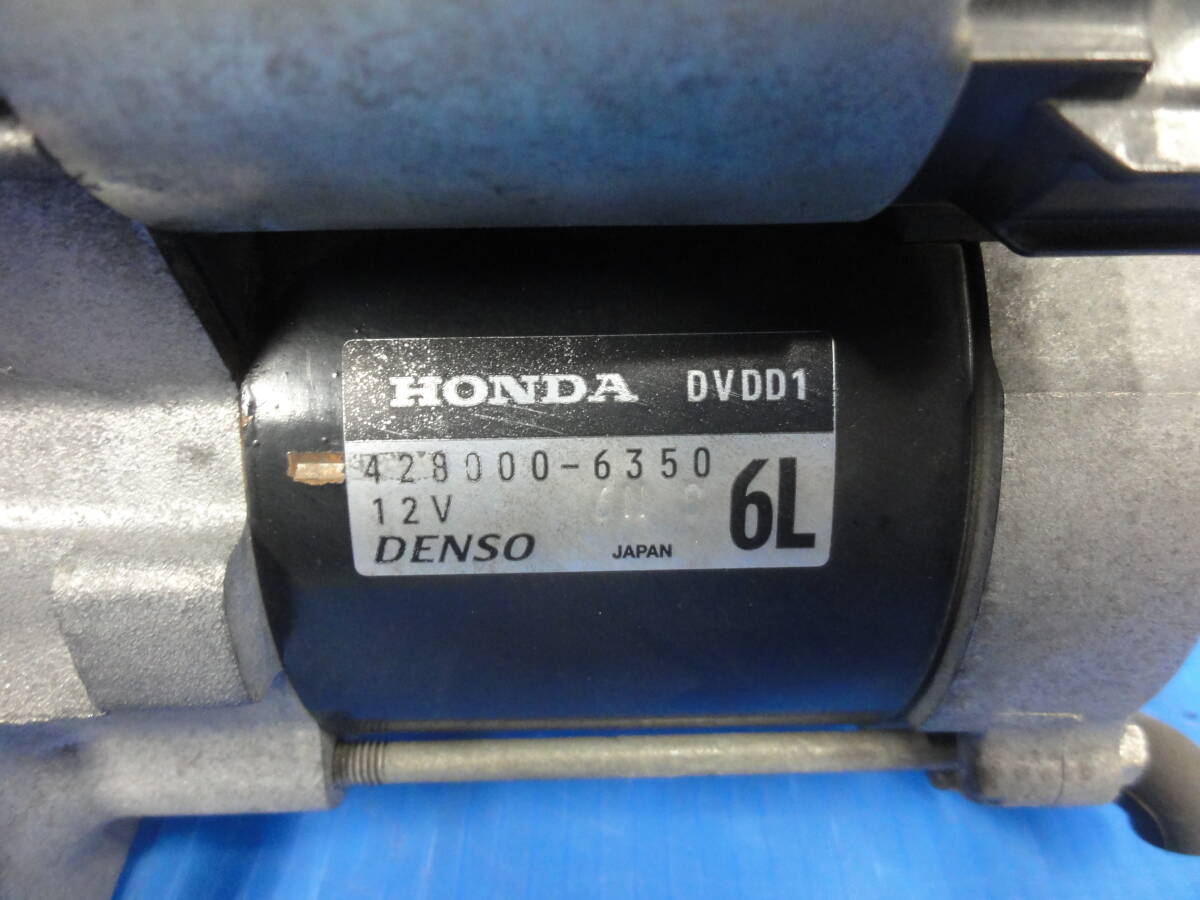 HONDA DVDD1
428000-6350
12V
6L
DENSO JAPAN